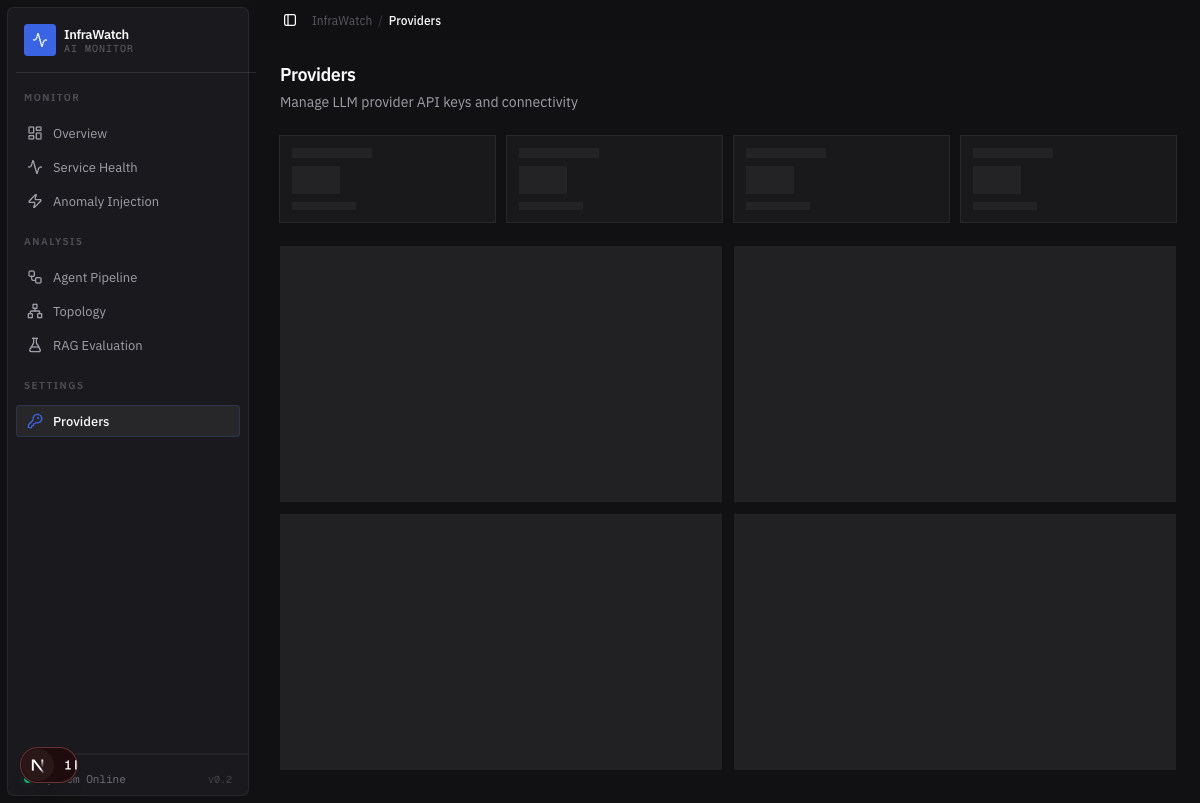 InfraWatch
AI MONITOR
MONITOR
Overview
Service Health
Anomaly Injection
ANALYSIS
Agent Pipeline
Topology
RAG Evaluation
SETTINGS
Providers
N 1
Online
v0.2
InfraWatch / Providers
Providers
Manage LLM provider API keys and connectivity